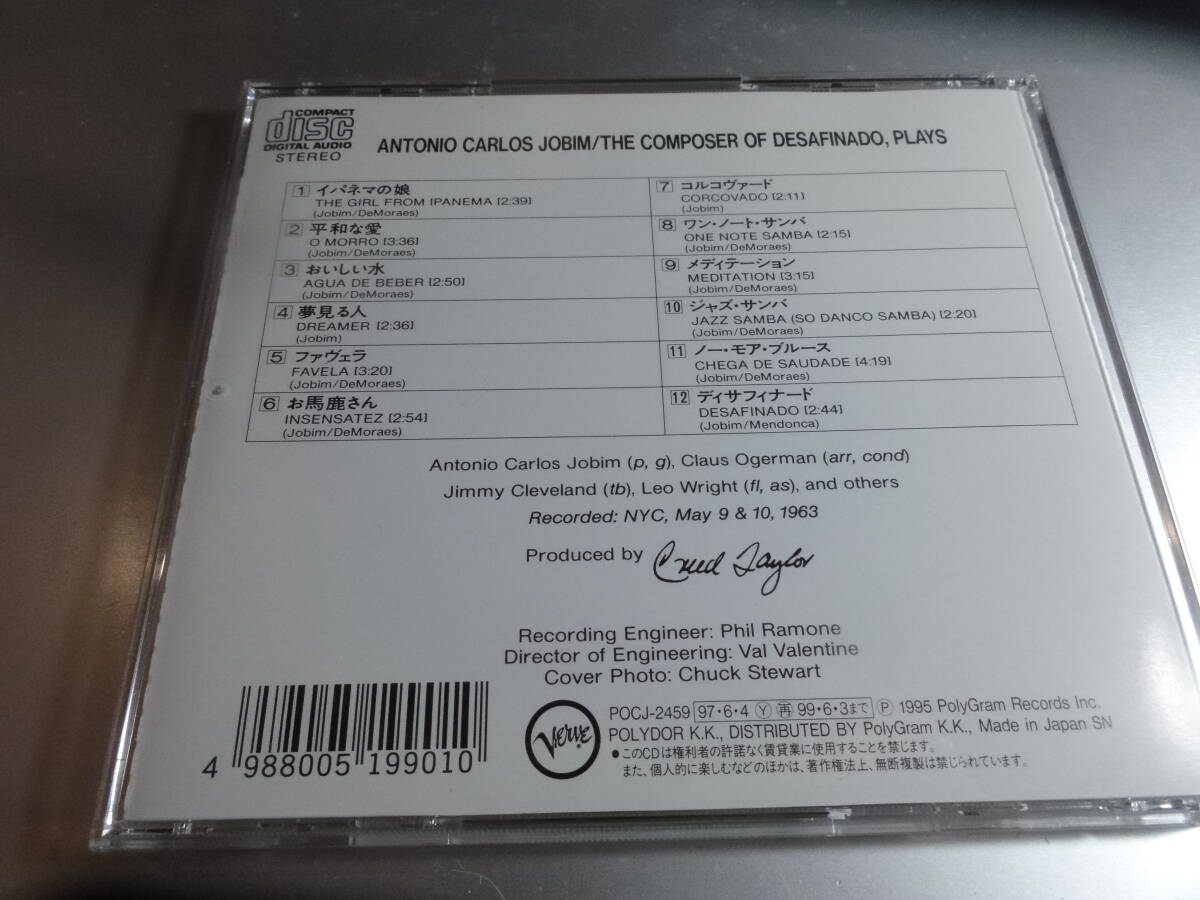 COMPACT
disc
DIGITAL AUDIO
STEREO
ANTONIO CARLOS JOBIM/THE COMPOSER OF DESAFINADO, PLAYS
1 イパネマの娘
THE GIRL FROM IPANEMA [2:39]
(Jobim/DeMoraes)
2 平和な愛
O MORRO [3:36]
(Jobim/DeMoraes)
3 おいしい水
AGUA DE BEBER [2:50]
(Jobim/DeMoraes)
4 夢見る人
DREAMER [2:36]
(Jobim)
5 ファヴェラ
FAVELA [3:20]
(Jobim/DeMoraes)
6 お馬鹿さん
INSENSATEZ [2:54]
(Jobim/DeMoraes)
7 コルコヴァード
CORCOVADO [2:11]
(Jobim)
8 ワン・ノート・サンバ
ONE NOTE SAMBA [2:15]
(Jobim/DeMoraes)
9 メディテーション
MEDITATION [3:15]
(Jobim/DeMoraes)
10 ジャズ・サンバ
JAZZ SAMBA (SO DANCO SAMBA) [2:20]
(Jobim/DeMoraes)
11 ノー・モア・ブルース
CHEGA DE SAUDADE [4:19]
(Jobim/DeMoraes)
12 ディサフィナード
DESAFINADO [2:44]
(Jobim/Mendonca)
Antonio Carlos Jobim (p, g), Claus Ogerman (arr, cond)
Jimmy Cleveland (tb), Leo Wright (fl, as), and others
Recorded: NYC, May 9 & 10, 1963
Produced by Creed Taylor
Recording Engineer: Phil Ramone
Director of Engineering: Val Valentine
Cover Photo: Chuck Stewart
4 988005 199010
Verve
POCJ-2459 97・6・4 Ⓨ ㊢ 99・6・3まで Ⓟ 1995 PolyGram Records Inc.
POLYDOR K.K., DISTRIBUTED BY PolyGram K.K., Made in Japan SN
●このCDは権利者の許諾なく賃貸業に使用することを禁じます。
また、個人的に楽しむなどのほかは、著作権法上、無断複製は禁じられています。